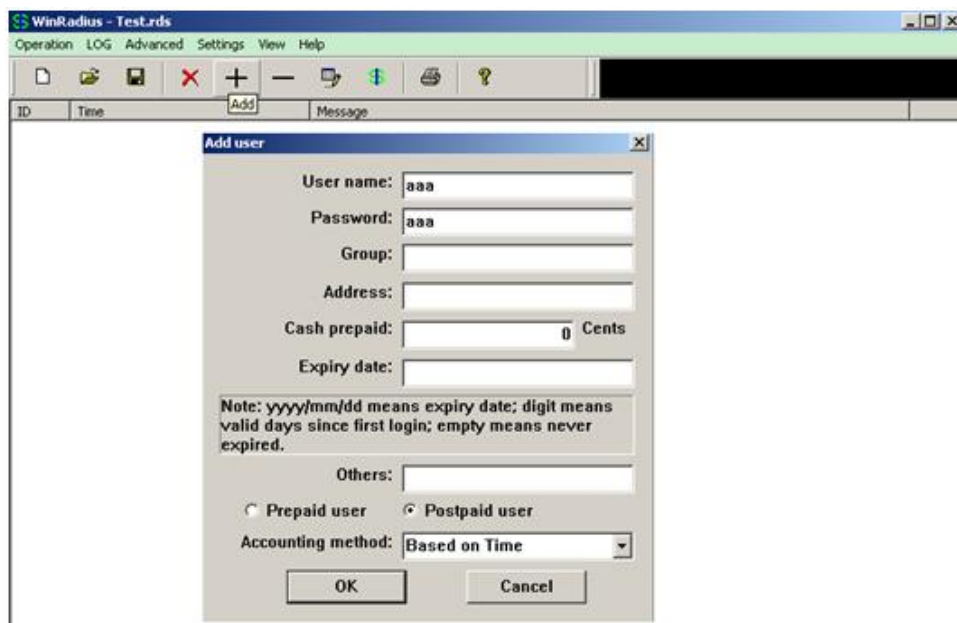 WinRadius - Test.rds
Operation LOG Advanced Settings View Help
Add
ID Time Message
Add user
User name: aaa
Password: aaa
Group:
Address:
Cash prepaid: 0 Cents
Expiry date:
Note: yyyy/mm/dd means expiry date; digit means
valid days since first login; empty means never
expired.
Others:
Prepaid user Postpaid user
Accounting method: Based on Time
OK Cancel